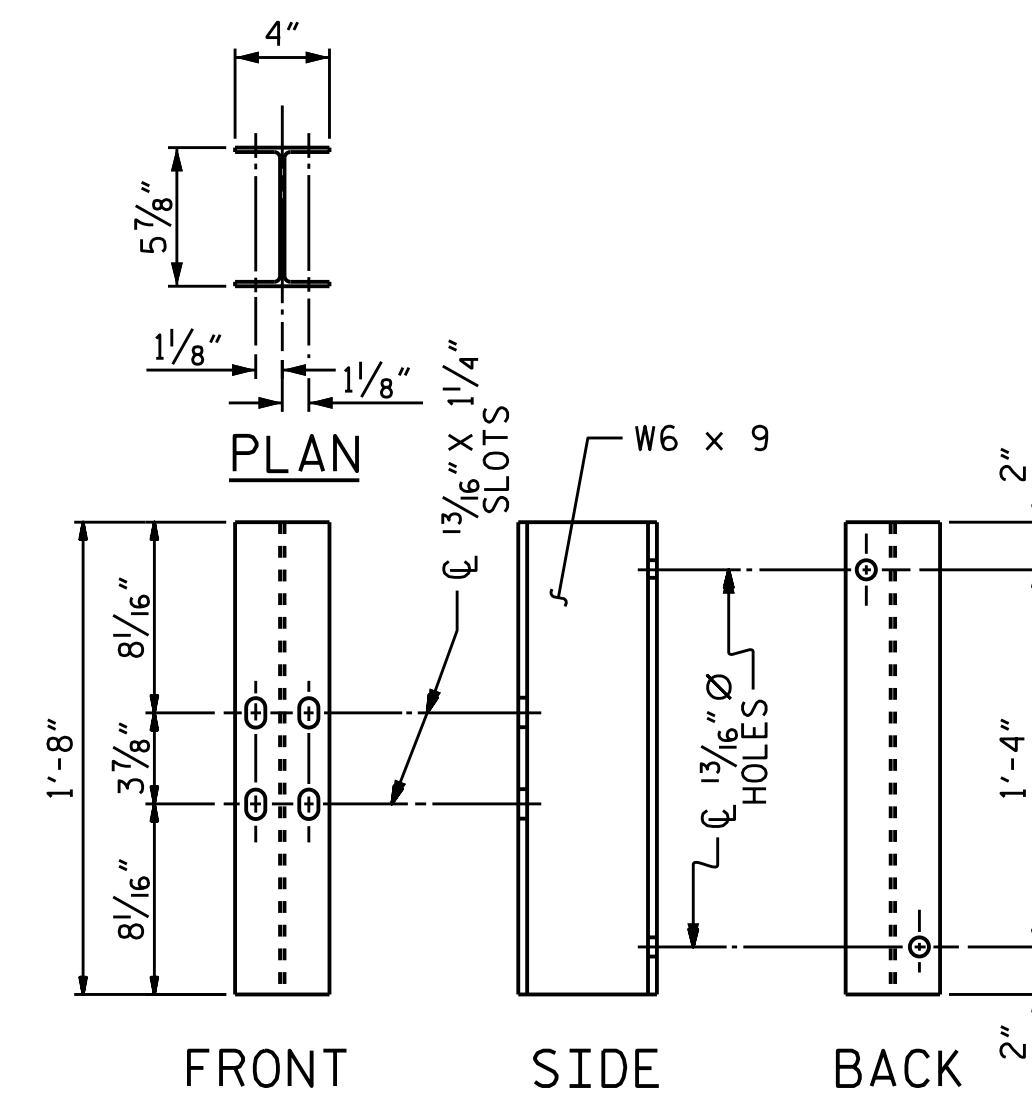 4"
5 7/8"
1 1/8"
1 1/8"
PLAN
℄ 13/16" X 1 1/4"
SLOTS
W6 x 9
2"
8 1/16"
3 7/8"
8 1/16"
1'-8"
℄ 13/16" Ø
HOLES
1'-4"
2"
FRONT
SIDE
BACK